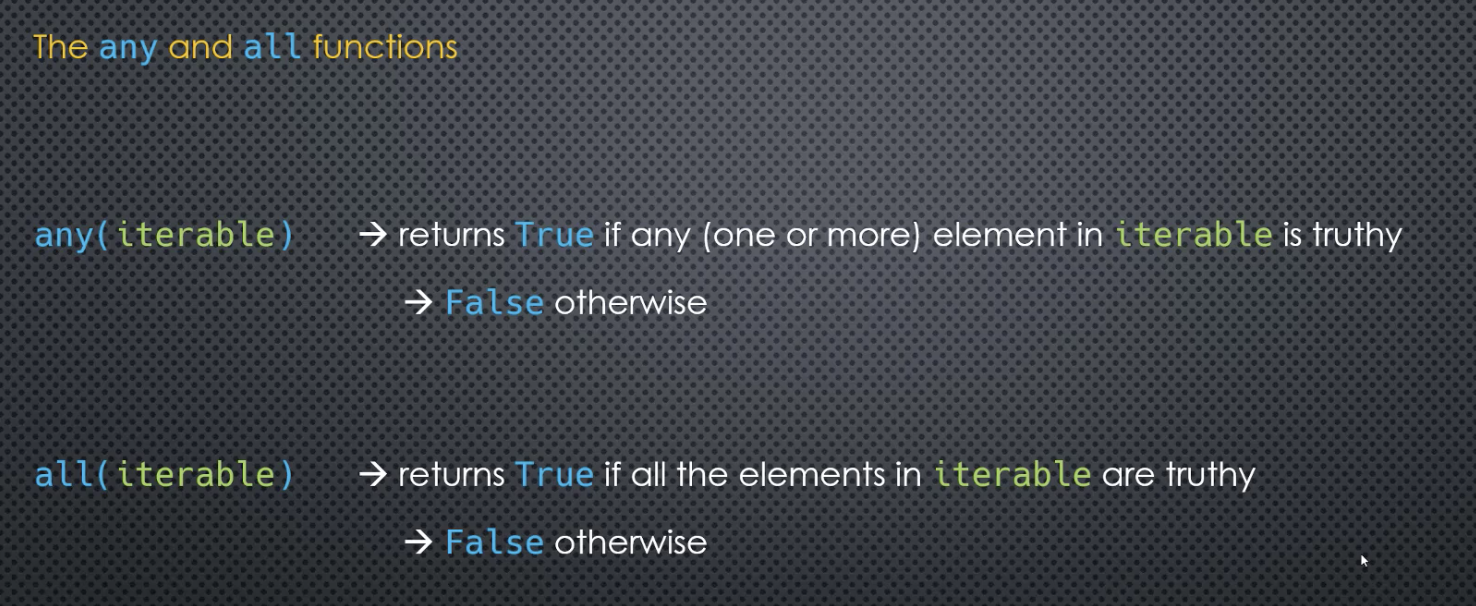 The any and all functions
any(iterable) → returns True if any (one or more) element in iterable is truthy
→ False otherwise
all(iterable) → returns True if all the elements in iterable are truthy
→ False otherwise